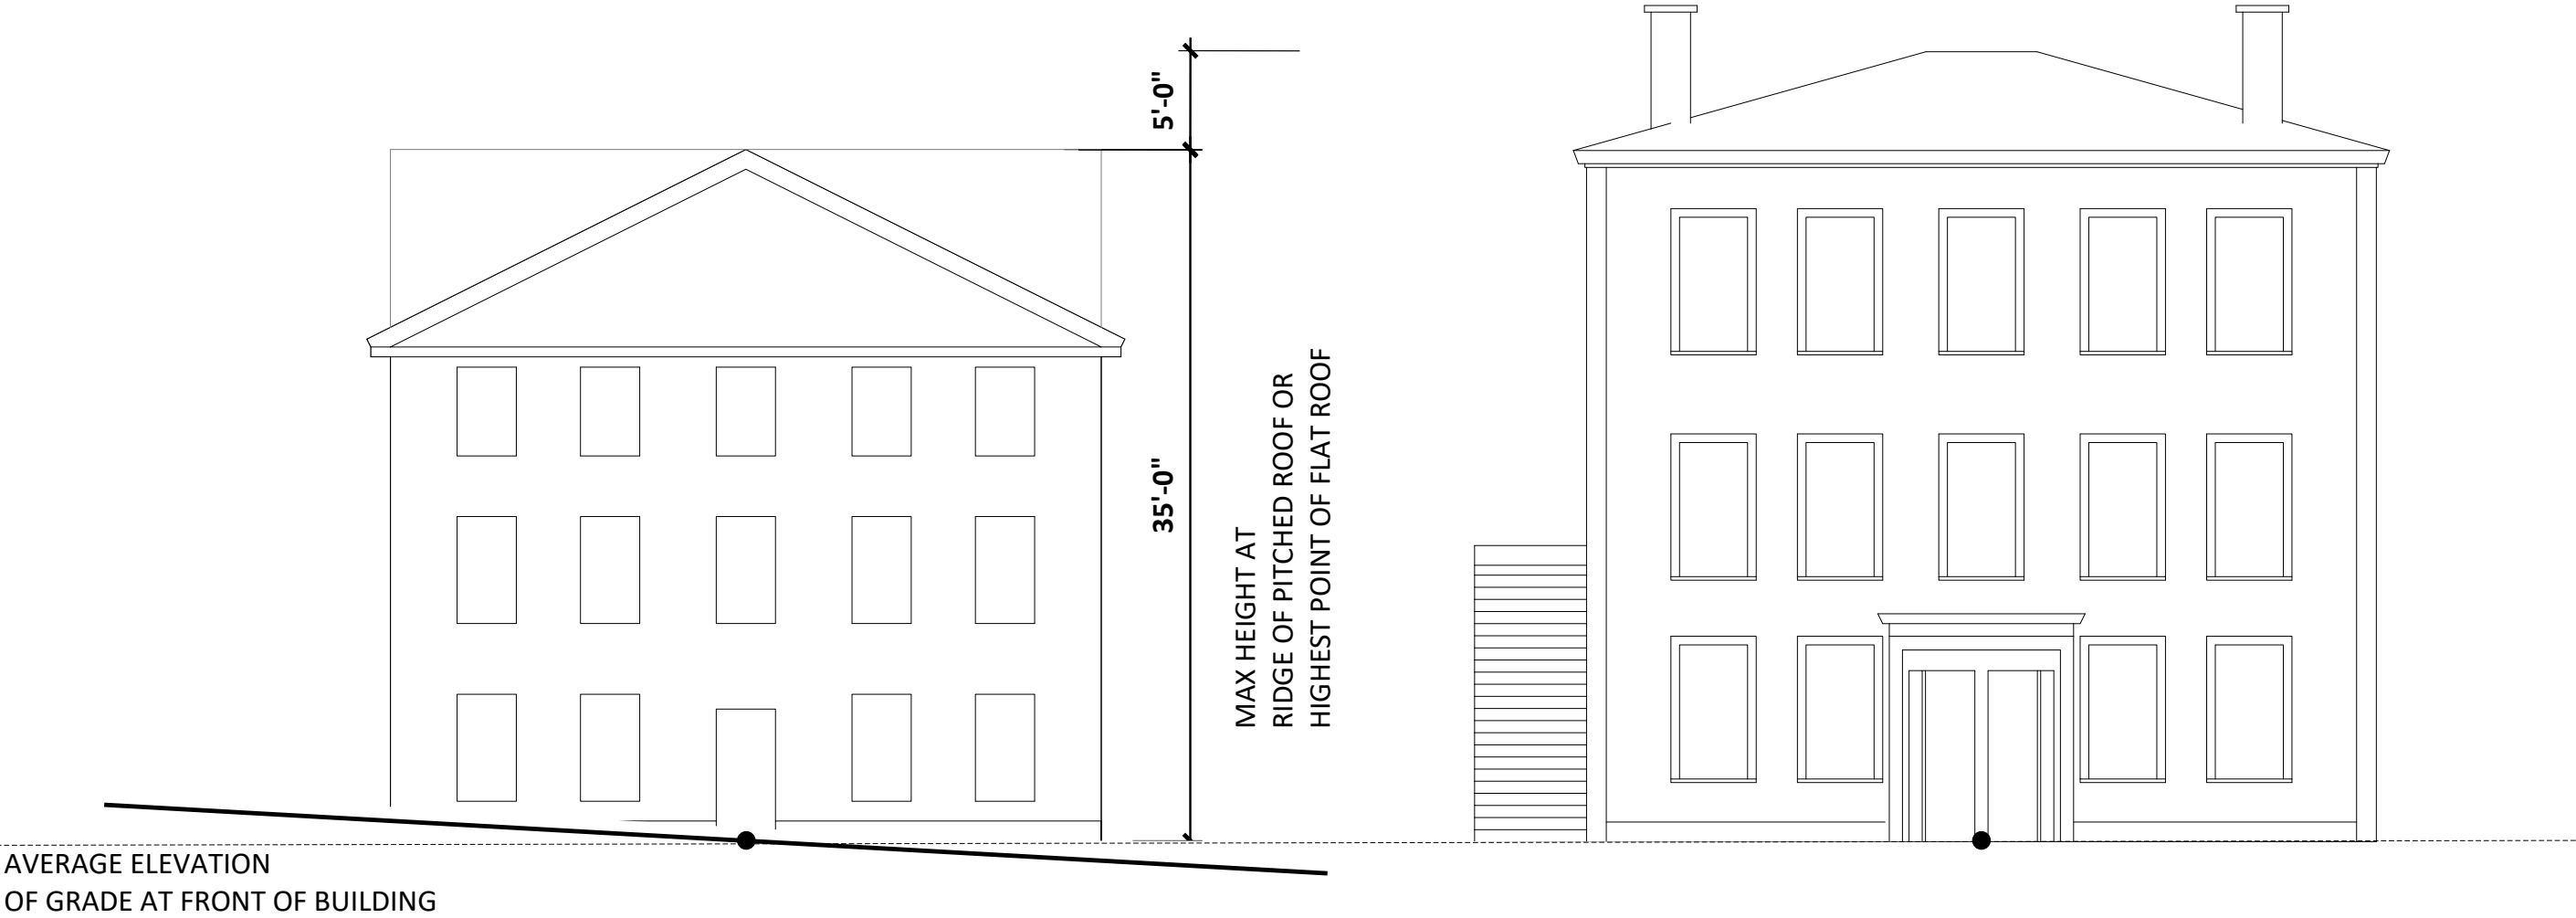 5'-0"
35'-0"
MAX HEIGHT AT
RIDGE OF PITCHED ROOF OR
HIGHEST POINT OF FLAT ROOF
AVERAGE ELEVATION
OF GRADE AT FRONT OF BUILDING